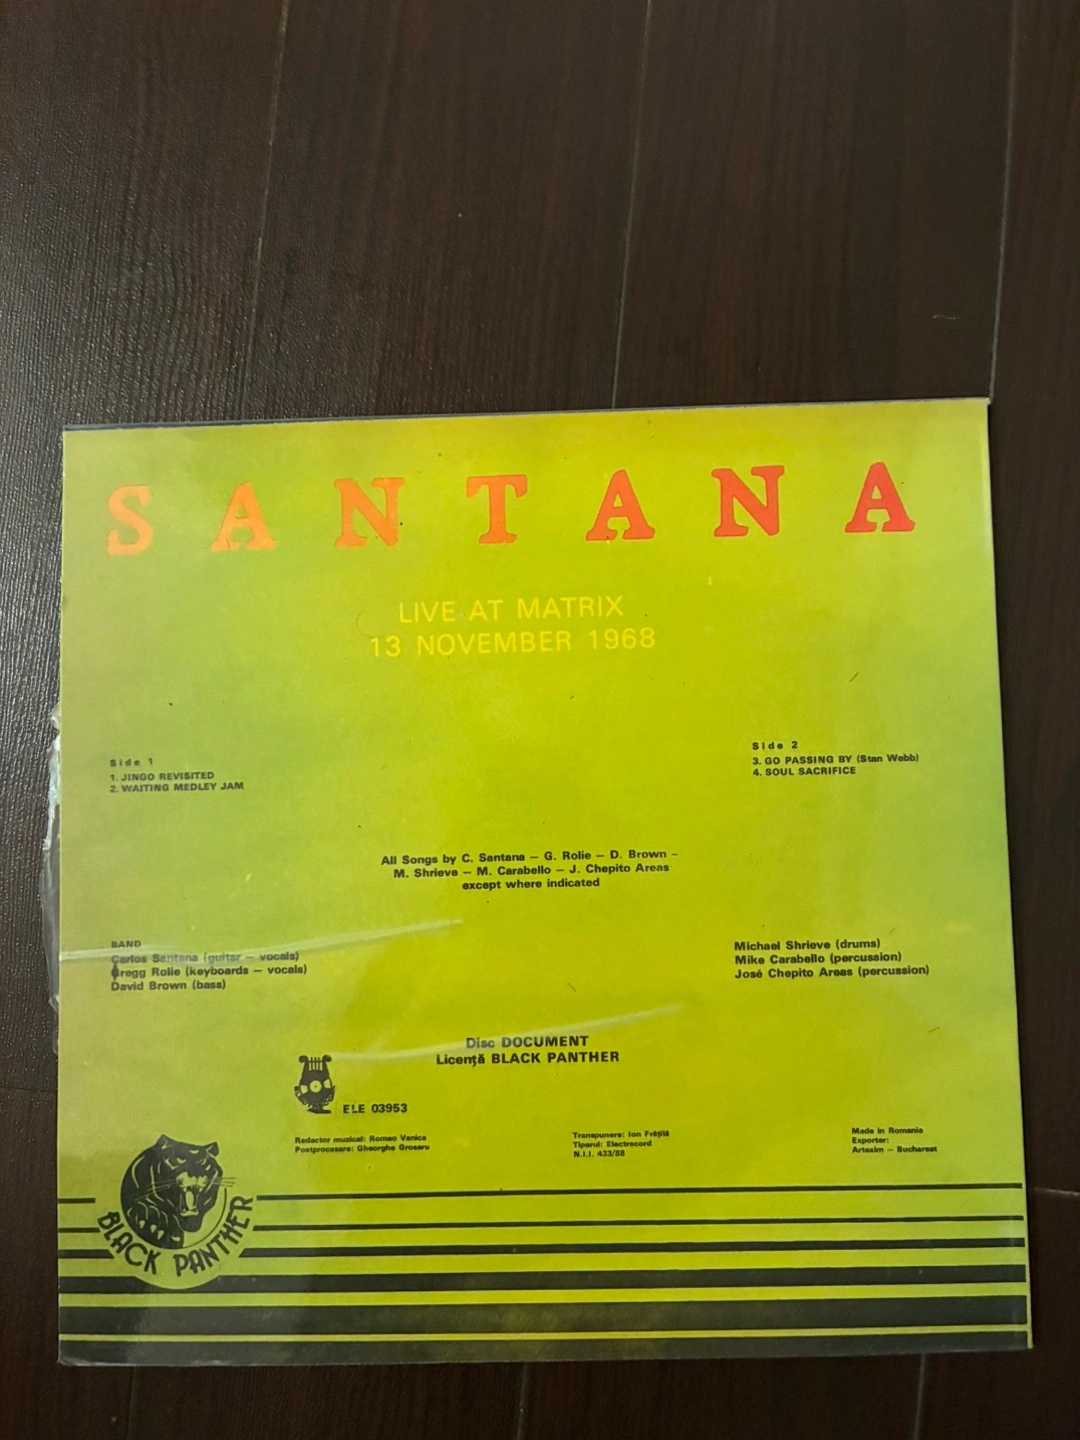 SANTANA
LIVE AT MATRIX
13 NOVEMBER 1968
Side 1
1. JINGO REVISITED
2. WAITING MEDLEY JAM
Side 2
3. GO PASSING BY (Stan Webb)
4. SOUL SACRIFICE
All Songs by C. Santana – G. Rolie – D. Brown –
M. Shrieve – M. Carabello – J. Chepito Areas
except where indicated
BAND
Carlos Santana (guitar – vocals)
Gregg Rolie (keyboards – vocals)
David Brown (bass)
Michael Shrieve (drums)
Mike Carabello (percussion)
José Chepito Areas (percussion)
Disc DOCUMENT
Licență BLACK PANTHER
ELE 03953
Redactor muzical: Romeo Vanica
Postprocesare: Gheorghe Grosaru
Transpunere: Ion Frățilă
Tiparul: Electrecord
N.I.I. 433/88
Made in Romania
Exporter:
Artexim – Bucharest
BLACK PANTHER